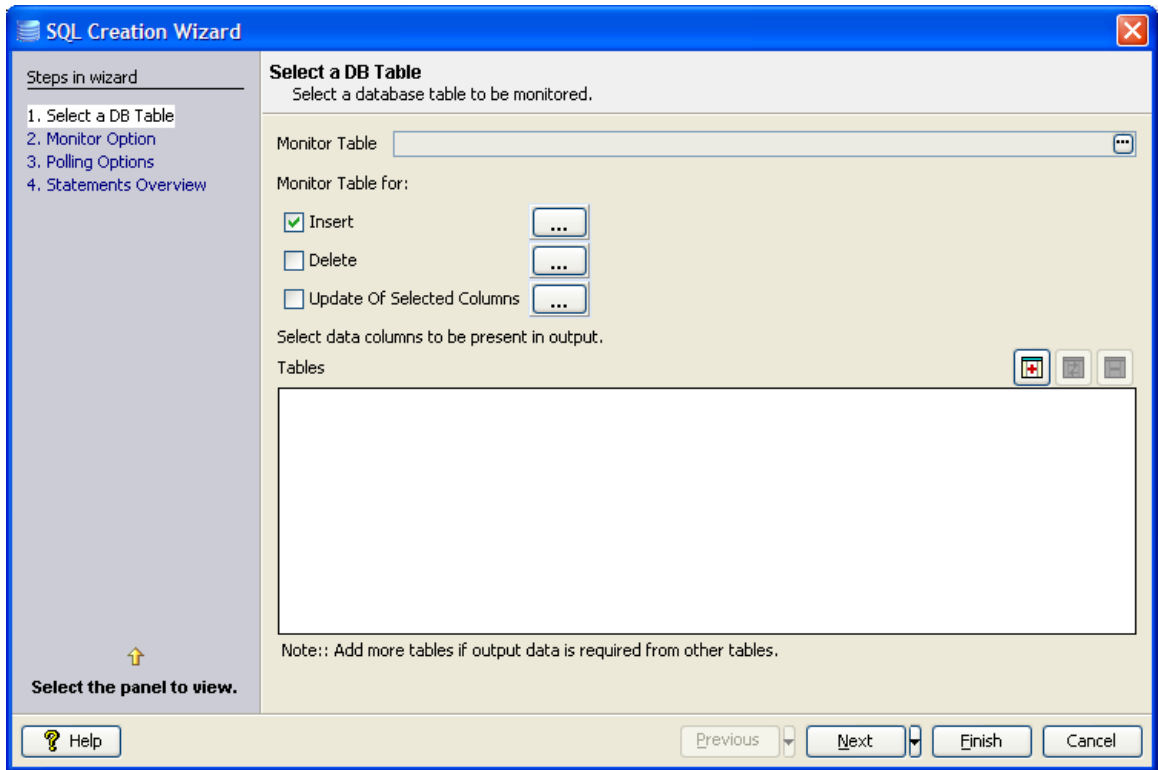 SQL Creation Wizard
Steps in wizard
1. Select a DB Table
2. Monitor Option
3. Polling Options
4. Statements Overview
Select the panel to view.
Select a DB Table
Select a database table to be monitored.
Monitor Table ...
Monitor Table for:
Insert ...
Delete ...
Update Of Selected Columns ...
Select data columns to be present in output.
Tables
Note:: Add more tables if output data is required from other tables.
Help Previous Next Finish Cancel